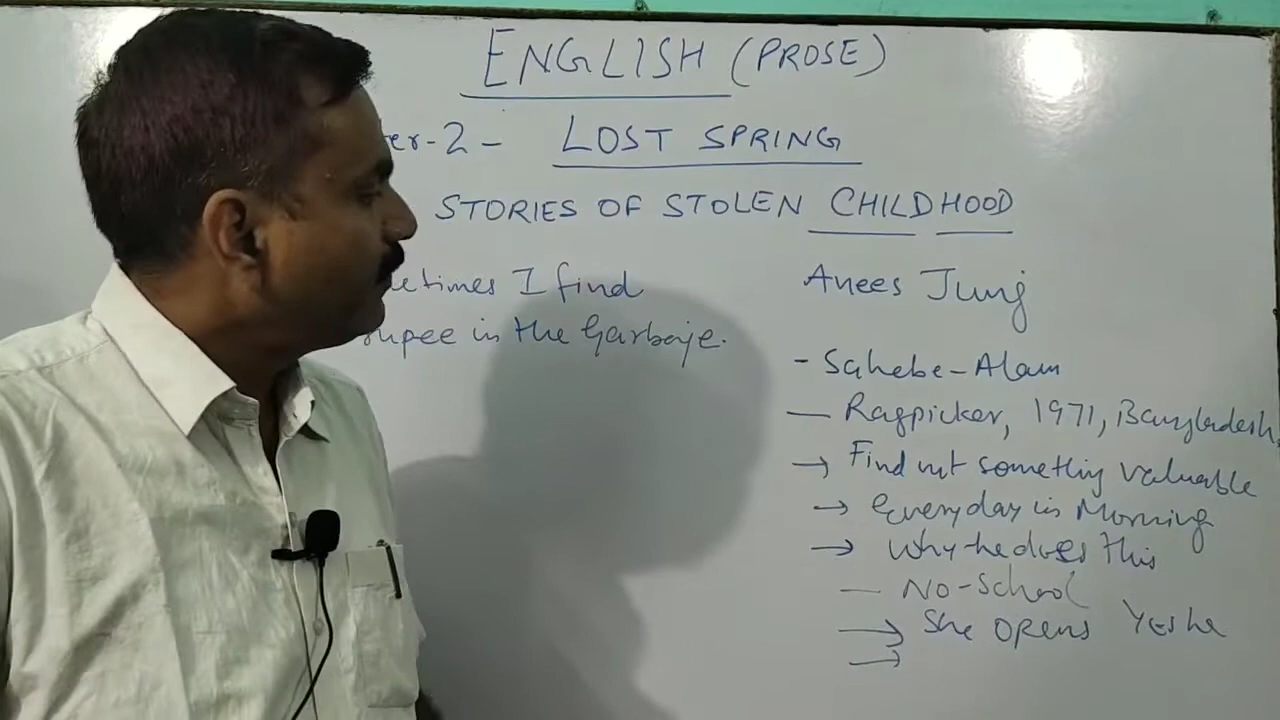 ENGLISH (PROSE)
er-2 - LOST SPRING
STORIES OF STOLEN CHILDHOOD
etimes I find
rupee in the Garbaje.
Anees Jung
- Sahebe-Alam
— Ragpicker, 1971, Bangladesh,
→ Find out something valuable
→ Everyday in Morning
→ why he does this
— No-School
→ She opens Yes he
→